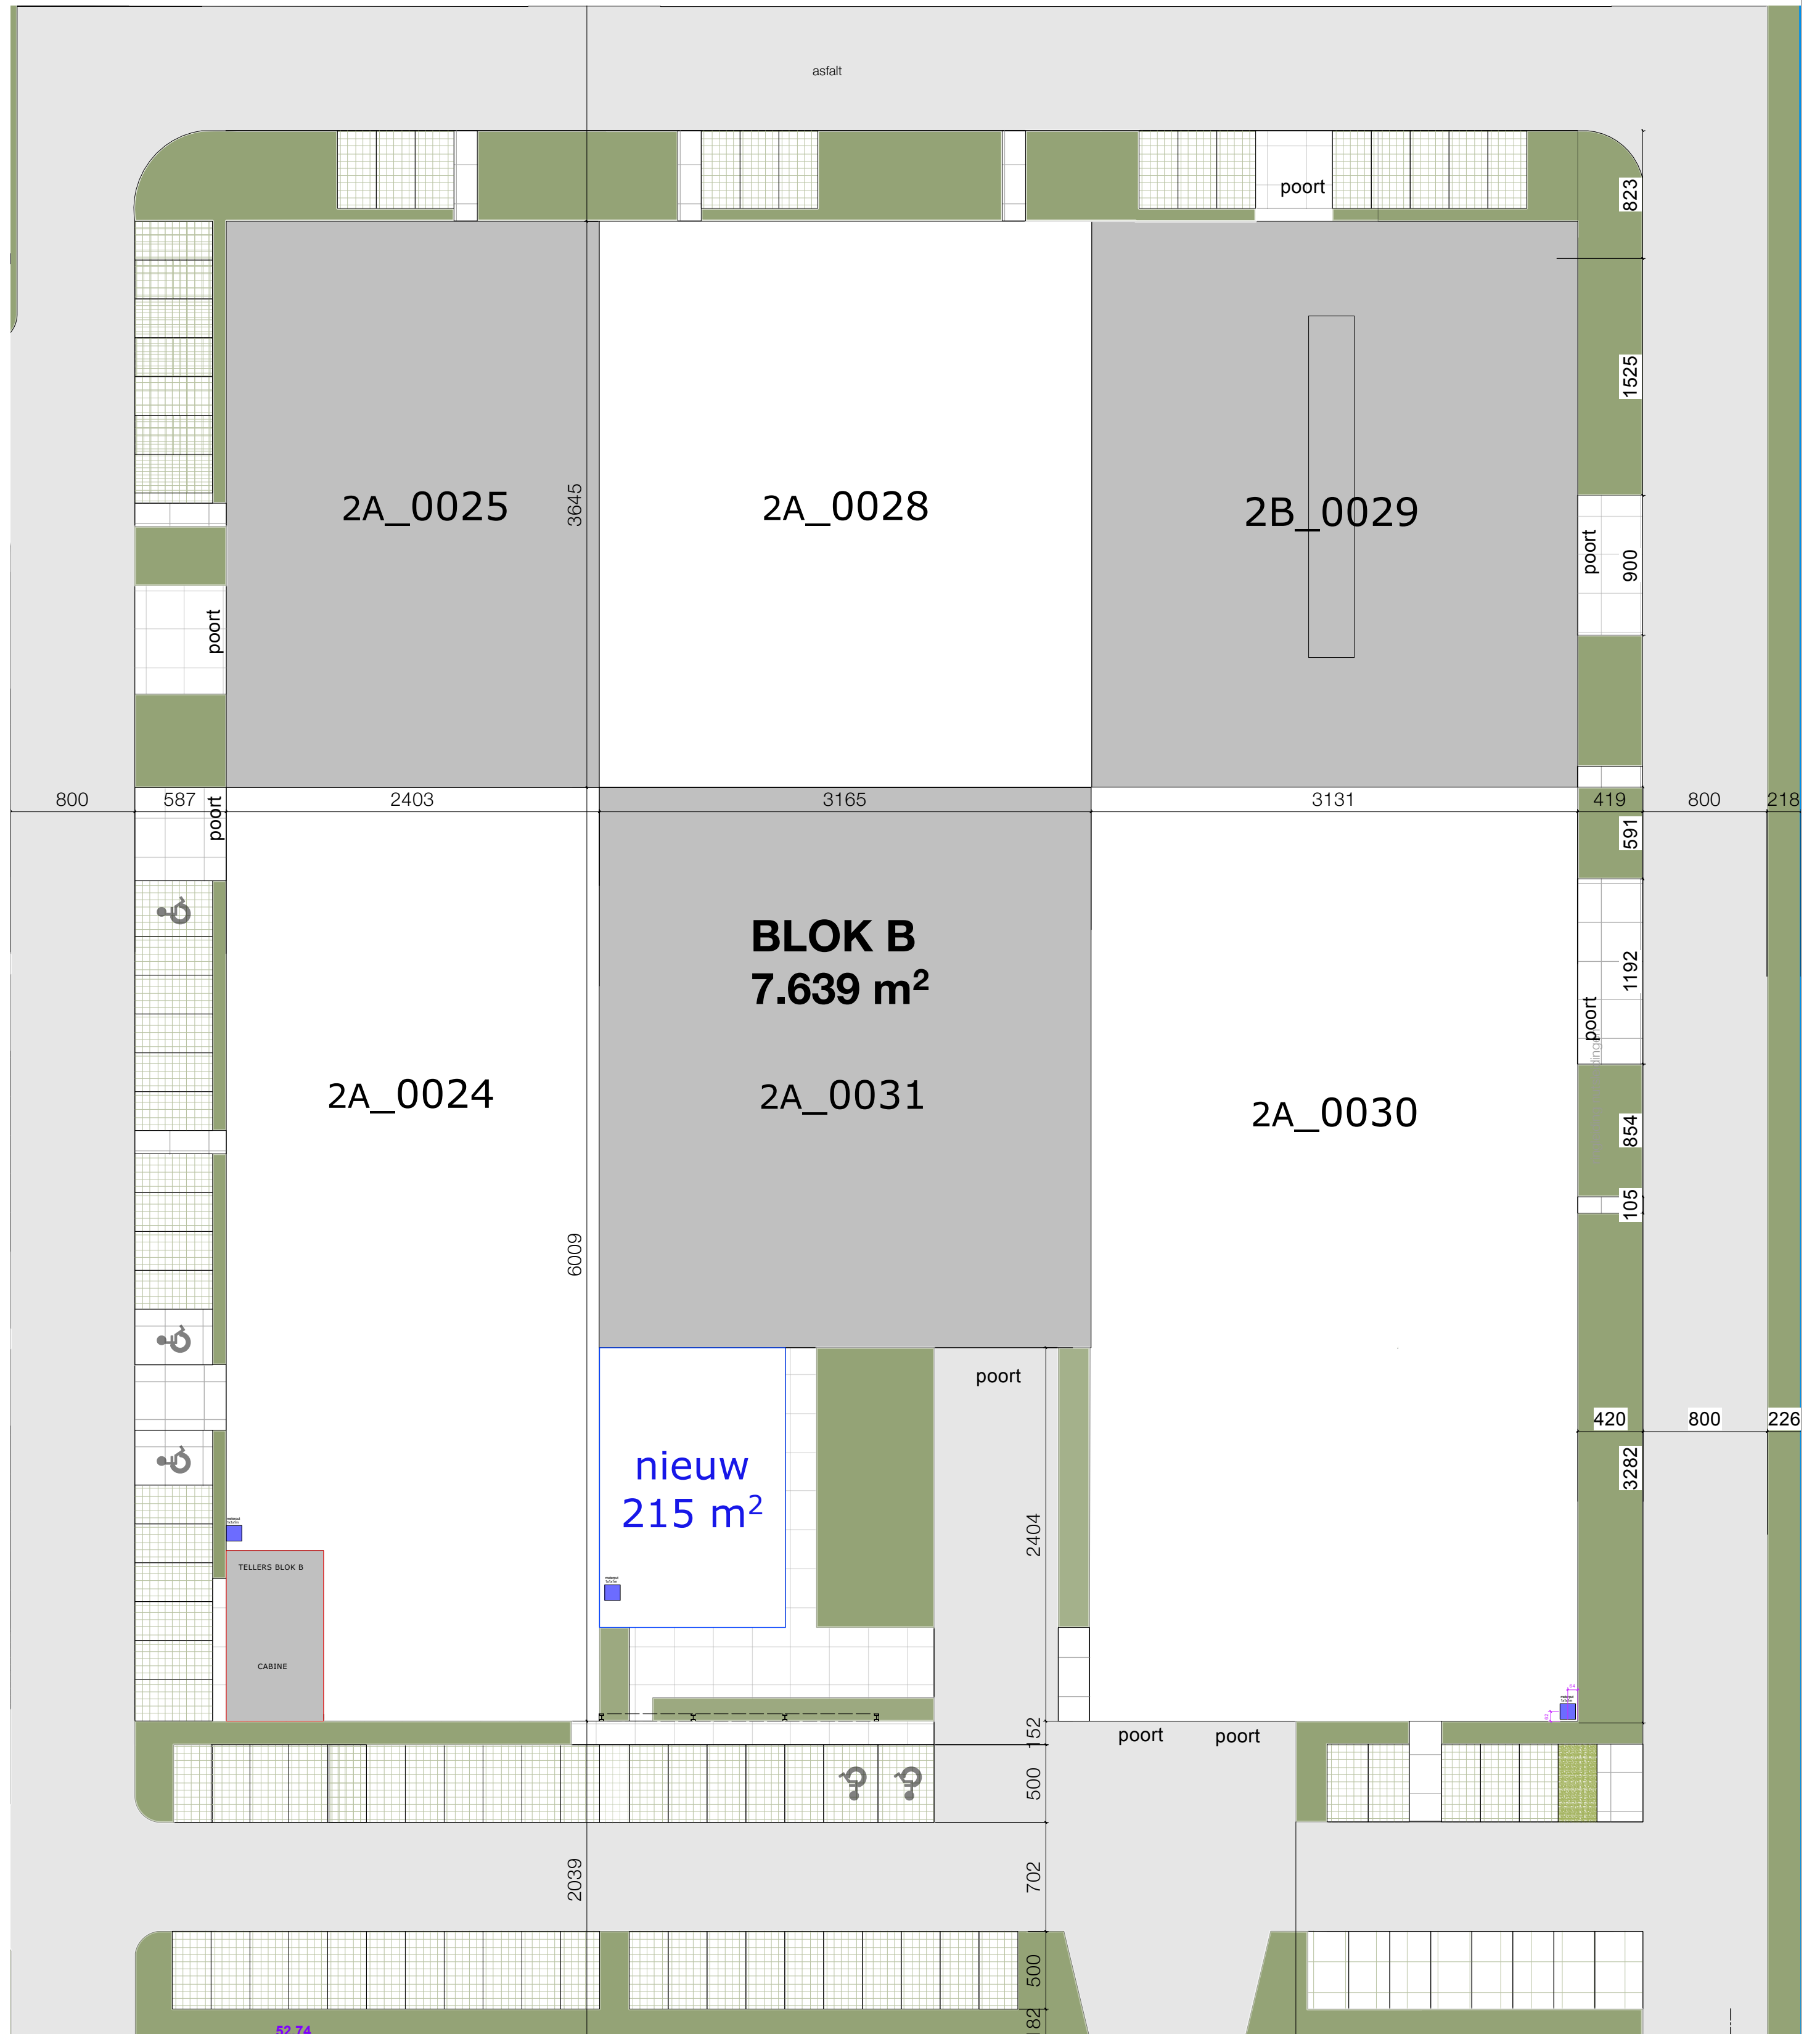 asfalt
poort
823
1525
2A_0025
3645
2A_0028
2B_0029
poort
900
poort
800
587
poort
2403
3165
3131
419
800
218
591
BLOK B
7.639 m²
1192
poort
2A_0024
2A_0031
2A_0030
854
105
6009
poort
420
800
226
nieuw
215 m²
3282
2404
TELLERS BLOK B
CABINE
152
poort
poort
500
2039
702
500
182
52.74